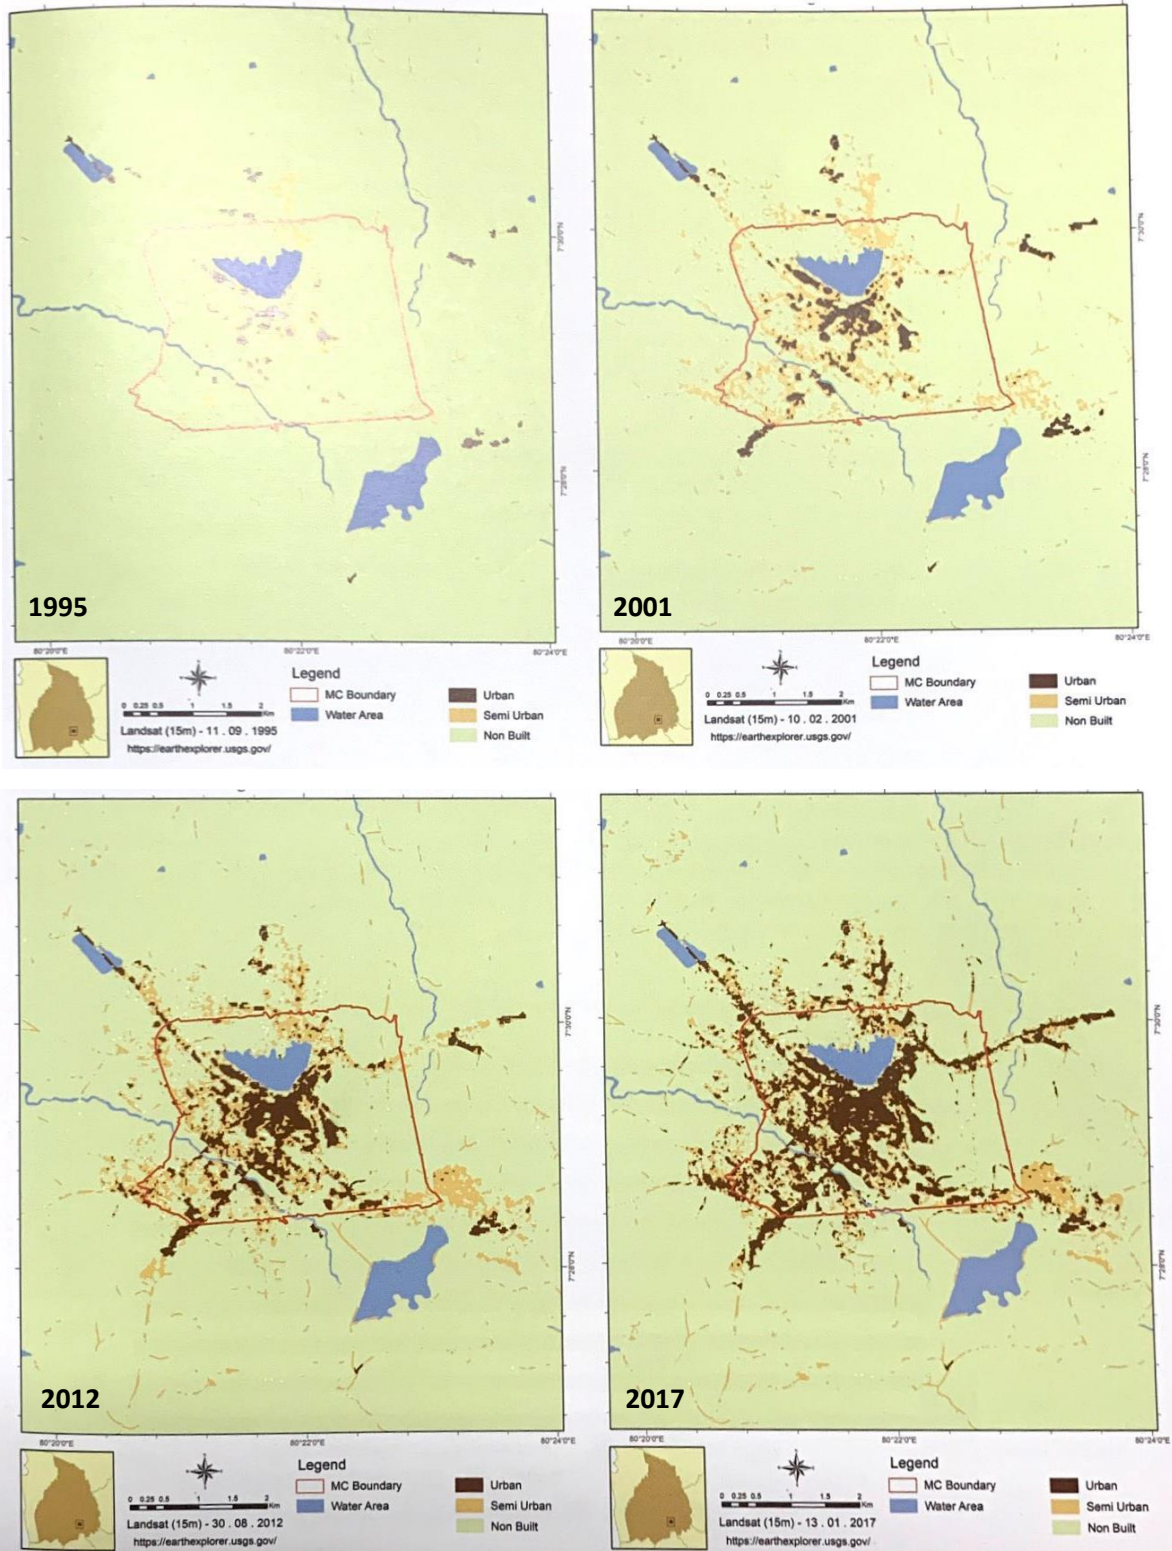 7°30'0"N
7°30'0"N
7°28'0"N
7°28'0"N
1995
2001
80°20'0"E 80°22'0"E 80°24'0"E
80°20'0"E 80°22'0"E 80°24'0"E
Legend
MC Boundary
Water Area
Urban
Semi Urban
Non Built
0 0.25 0.5 1 1.5 2
Km
Landsat (15m) - 11 . 09 . 1995
https://earthexplorer.usgs.gov/
Legend
MC Boundary
Water Area
Urban
Semi Urban
Non Built
0 0.25 0.5 1 1.5 2
Km
Landsat (15m) - 10 . 02 . 2001
https://earthexplorer.usgs.gov/
7°30'0"N
7°30'0"N
7°28'0"N
7°28'0"N
2012
2017
80°20'0"E 80°22'0"E 80°24'0"E
80°20'0"E 80°22'0"E 80°24'0"E
Legend
MC Boundary
Water Area
Urban
Semi Urban
Non Built
0 0.25 0.5 1 1.5 2
Km
Landsat (15m) - 30 . 08 . 2012
https://earthexplorer.usgs.gov/
Legend
MC Boundary
Water Area
Urban
Semi Urban
Non Built
0 0.25 0.5 1 1.5 2
Km
Landsat (15m) - 13 . 01 . 2017
https://earthexplorer.usgs.gov/